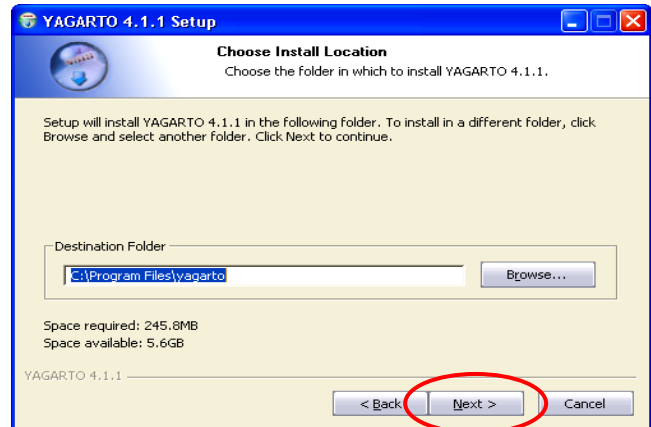 YAGARTO 4.1.1 Setup
Choose Install Location
Choose the folder in which to install YAGARTO 4.1.1.
Setup will install YAGARTO 4.1.1 in the following folder. To install in a different folder, click
Browse and select another folder. Click Next to continue.
Destination Folder
C:\Program Files\yagarto
Browse...
Space required: 245.8MB
Space available: 5.6GB
YAGARTO 4.1.1
< Back
Next >
Cancel